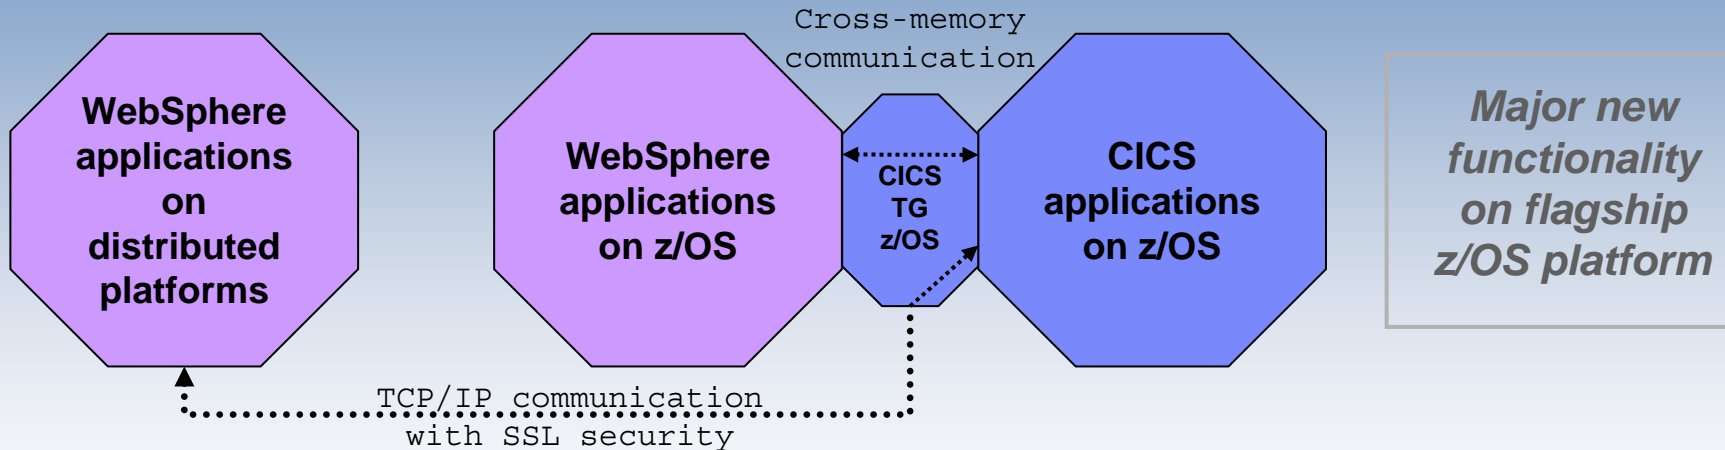 Cross-memory
communication
WebSphere
applications
on
distributed
platforms
WebSphere
applications
on z/OS
CICS
TG
z/OS
CICS
applications
on z/OS
Major new
functionality
on flagship
z/OS platform
TCP/IP communication
with SSL security